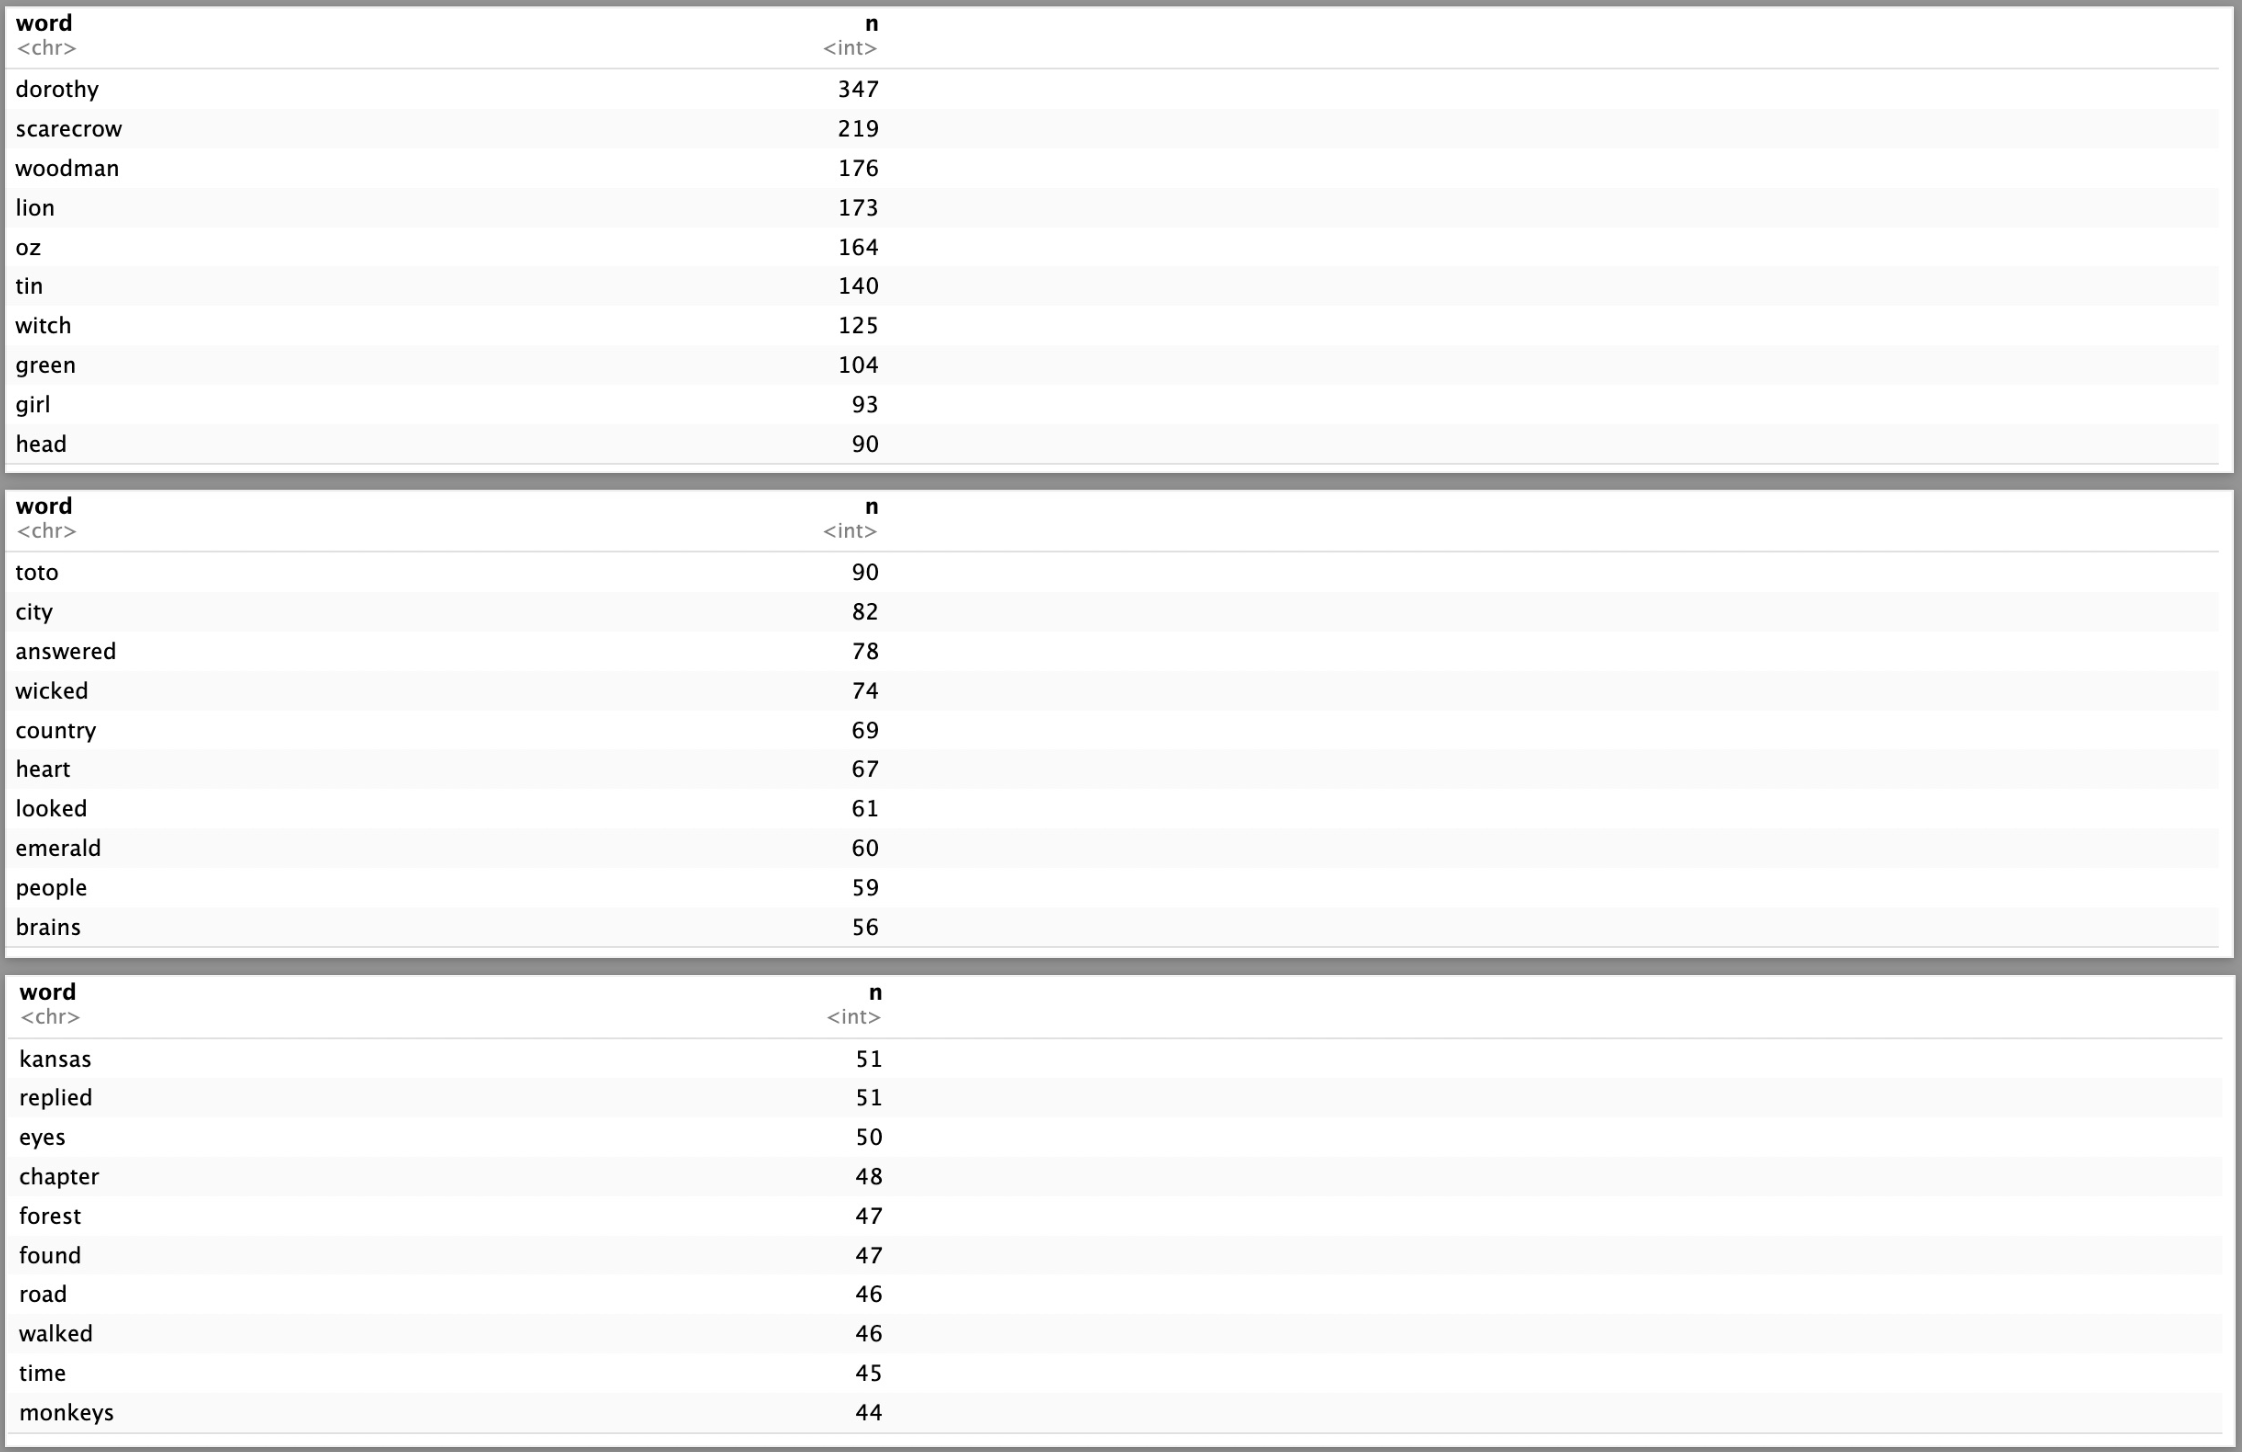 word n
<chr> <int>
dorothy 347
scarecrow 219
woodman 176
lion 173
oz 164
tin 140
witch 125
green 104
girl 93
head 90
word n
<chr> <int>
toto 90
city 82
answered 78
wicked 74
country 69
heart 67
looked 61
emerald 60
people 59
brains 56
word n
<chr> <int>
kansas 51
replied 51
eyes 50
chapter 48
forest 47
found 47
road 46
walked 46
time 45
monkeys 44